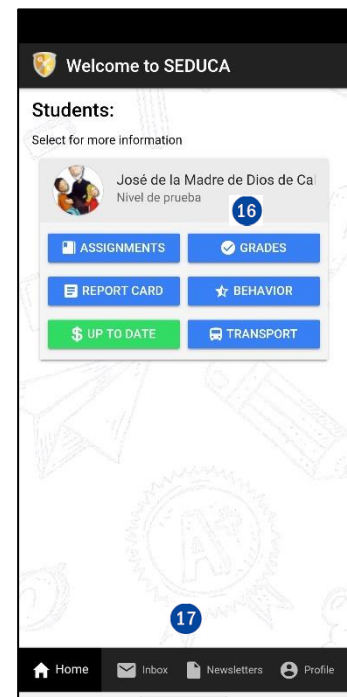 Welcome to SEDUCA
Students:
Select for more information
José de la Madre de Dios de Cal
Nivel de prueba
16
ASSIGNMENTS
GRADES
REPORT CARD
BEHAVIOR
$ UP TO DATE
TRANSPORT
17
Home
Inbox
Newsletters
Profile